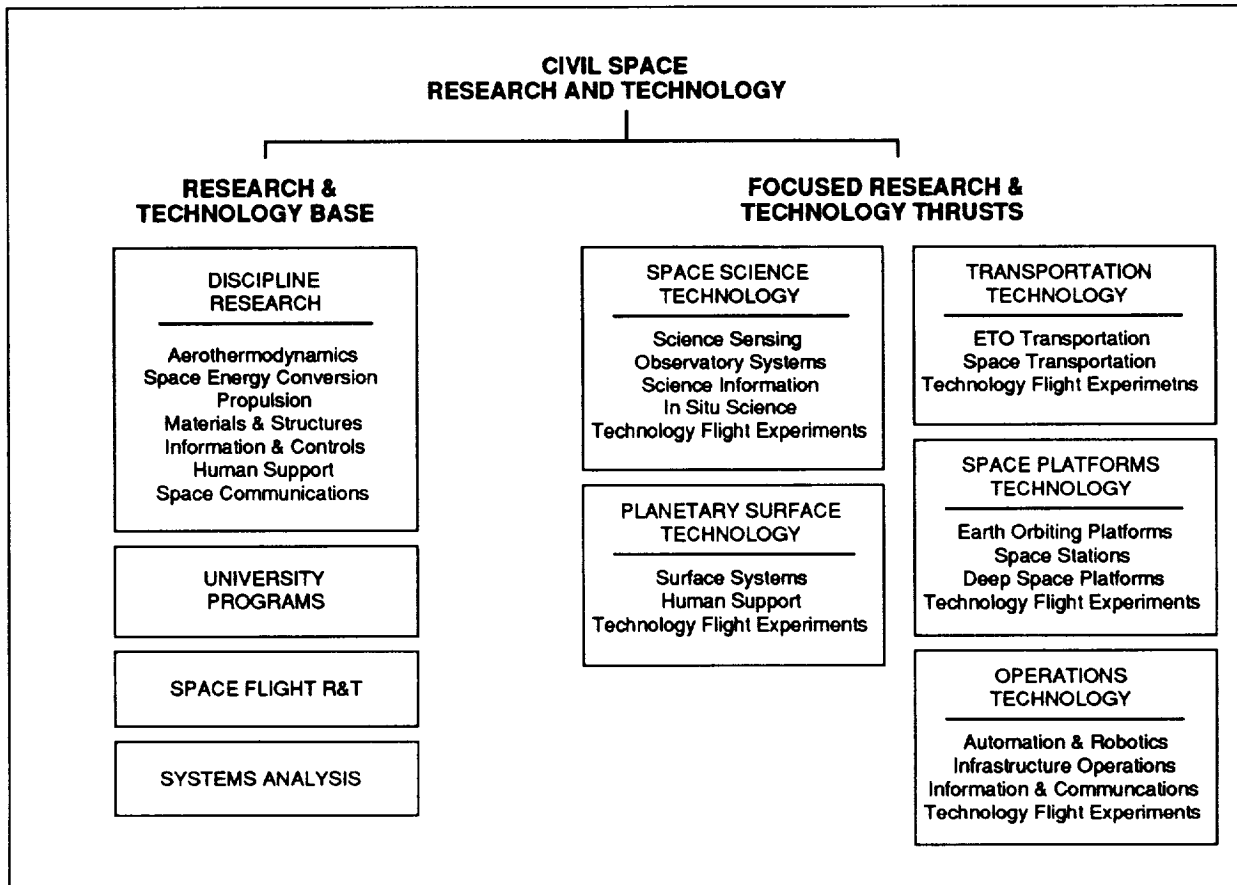 CIVIL SPACE
RESEARCH AND TECHNOLOGY
RESEARCH &
TECHNOLOGY BASE
DISCIPLINE
RESEARCH
Aerothermodynamics
Space Energy Conversion
Propulsion
Materials & Structures
Information & Controls
Human Support
Space Communications
UNIVERSITY
PROGRAMS
SPACE FLIGHT R&T
SYSTEMS ANALYSIS
FOCUSED RESEARCH &
TECHNOLOGY THRUSTS
SPACE SCIENCE
TECHNOLOGY
Science Sensing
Observatory Systems
Science Information
In Situ Science
Technology Flight Experiments
PLANETARY SURFACE
TECHNOLOGY
Surface Systems
Human Support
Technology Flight Experiments
TRANSPORTATION
TECHNOLOGY
ETO Transportation
Space Transportation
Technology Flight Experimetns
SPACE PLATFORMS
TECHNOLOGY
Earth Orbiting Platforms
Space Stations
Deep Space Platforms
Technology Flight Experiments
OPERATIONS
TECHNOLOGY
Automation & Robotics
Infrastructure Operations
Information & Communcations
Technology Flight Experiments